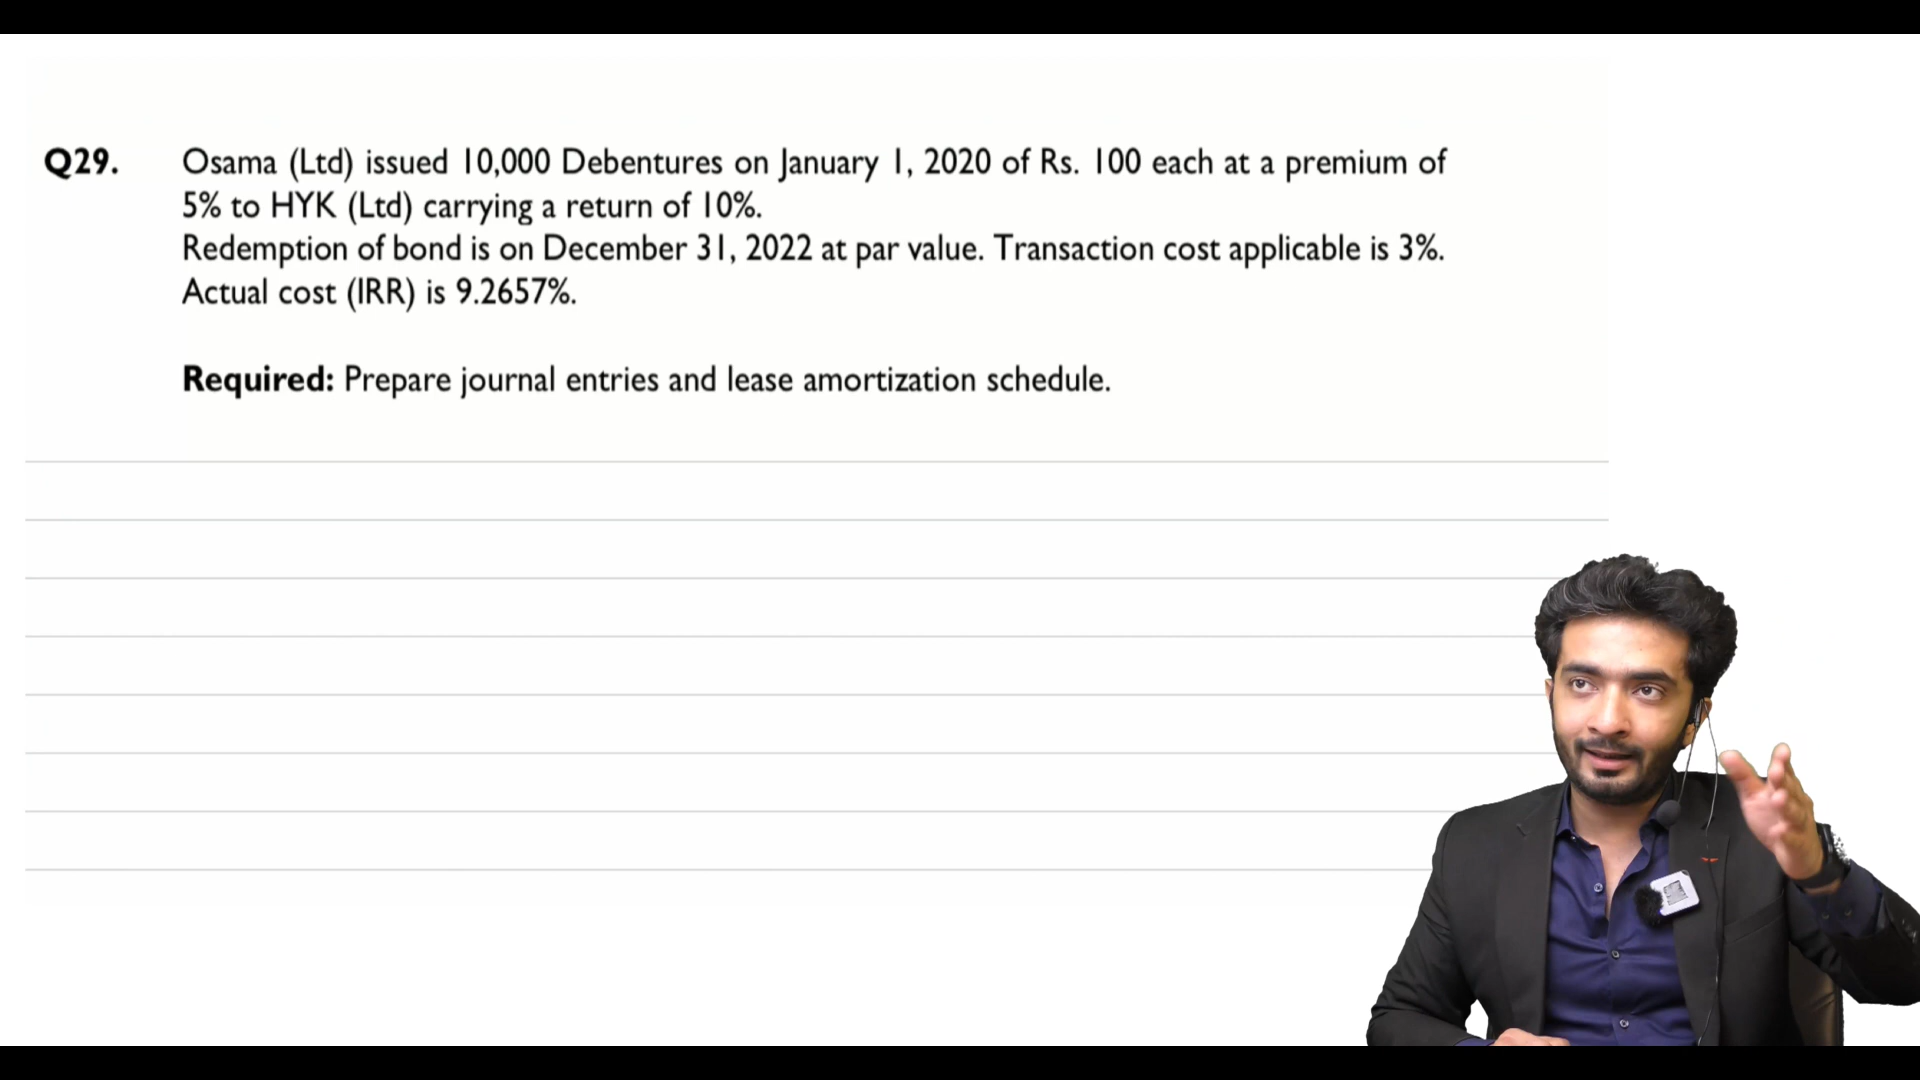 Q29. Osama (Ltd) issued 10,000 Debentures on January 1, 2020 of Rs. 100 each at a premium of
5% to HYK (Ltd) carrying a return of 10%.
Redemption of bond is on December 31, 2022 at par value. Transaction cost applicable is 3%.
Actual cost (IRR) is 9.2657%.
Required: Prepare journal entries and lease amortization schedule.